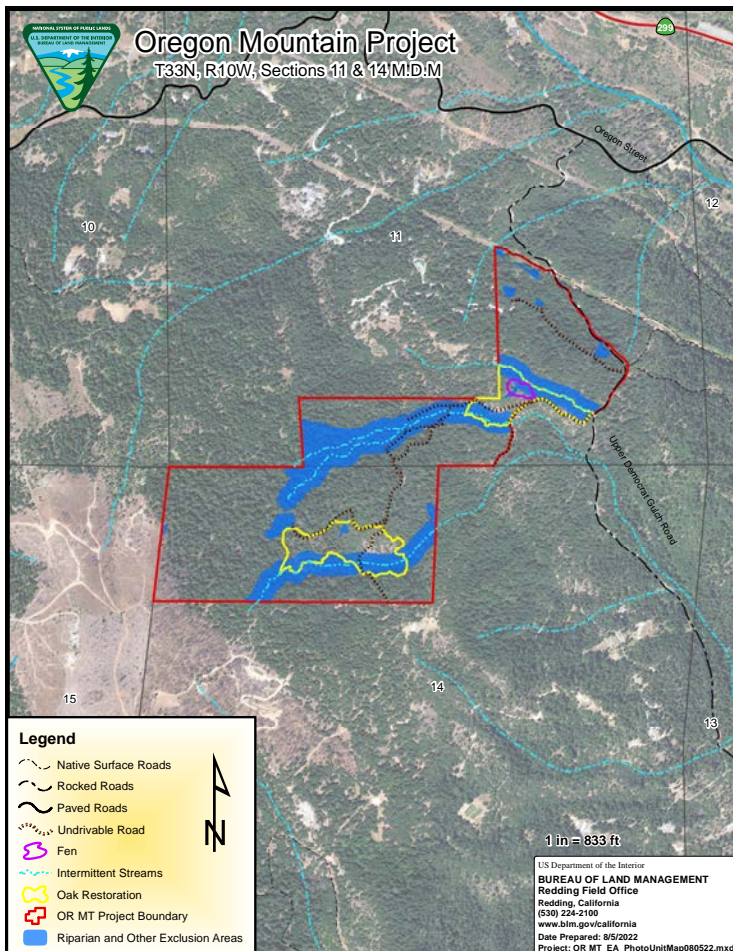 NATIONAL SYSTEM OF PUBLIC LANDS
U.S. DEPARTMENT OF THE INTERIOR
BUREAU OF LAND MANAGEMENT
Oregon Mountain Project
T33N, R10W, Sections 11 & 14 M.D.M
299
Oregon Street
12
10
11
Upper Democrat Gulch Road
14
15
13
Legend
Native Surface Roads
Rocked Roads
Paved Roads
Undrivable Road
Fen
Intermittent Streams
Oak Restoration
OR MT Project Boundary
Riparian and Other Exclusion Areas
N
1 in = 833 ft
US Department of the Interior
BUREAU OF LAND MANAGEMENT
Redding Field Office
Redding, California
(530) 224-2100
www.blm.gov/california
Date Prepared: 8/5/2022
Project: OR_MT_EA_PhotoUnitMap080522.mxd